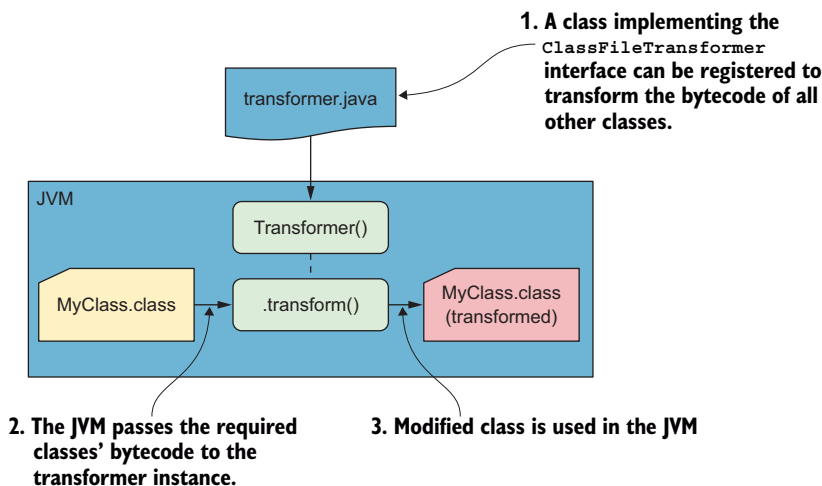 1. A class implementing the
ClassFileTransformer
interface can be registered to
transform the bytecode of all
other classes.
transformer.java
JVM
Transformer()
MyClass.class
.transform()
MyClass.class
(transformed)
2. The JVM passes the required
classes’ bytecode to the
transformer instance.
3. Modified class is used in the JVM